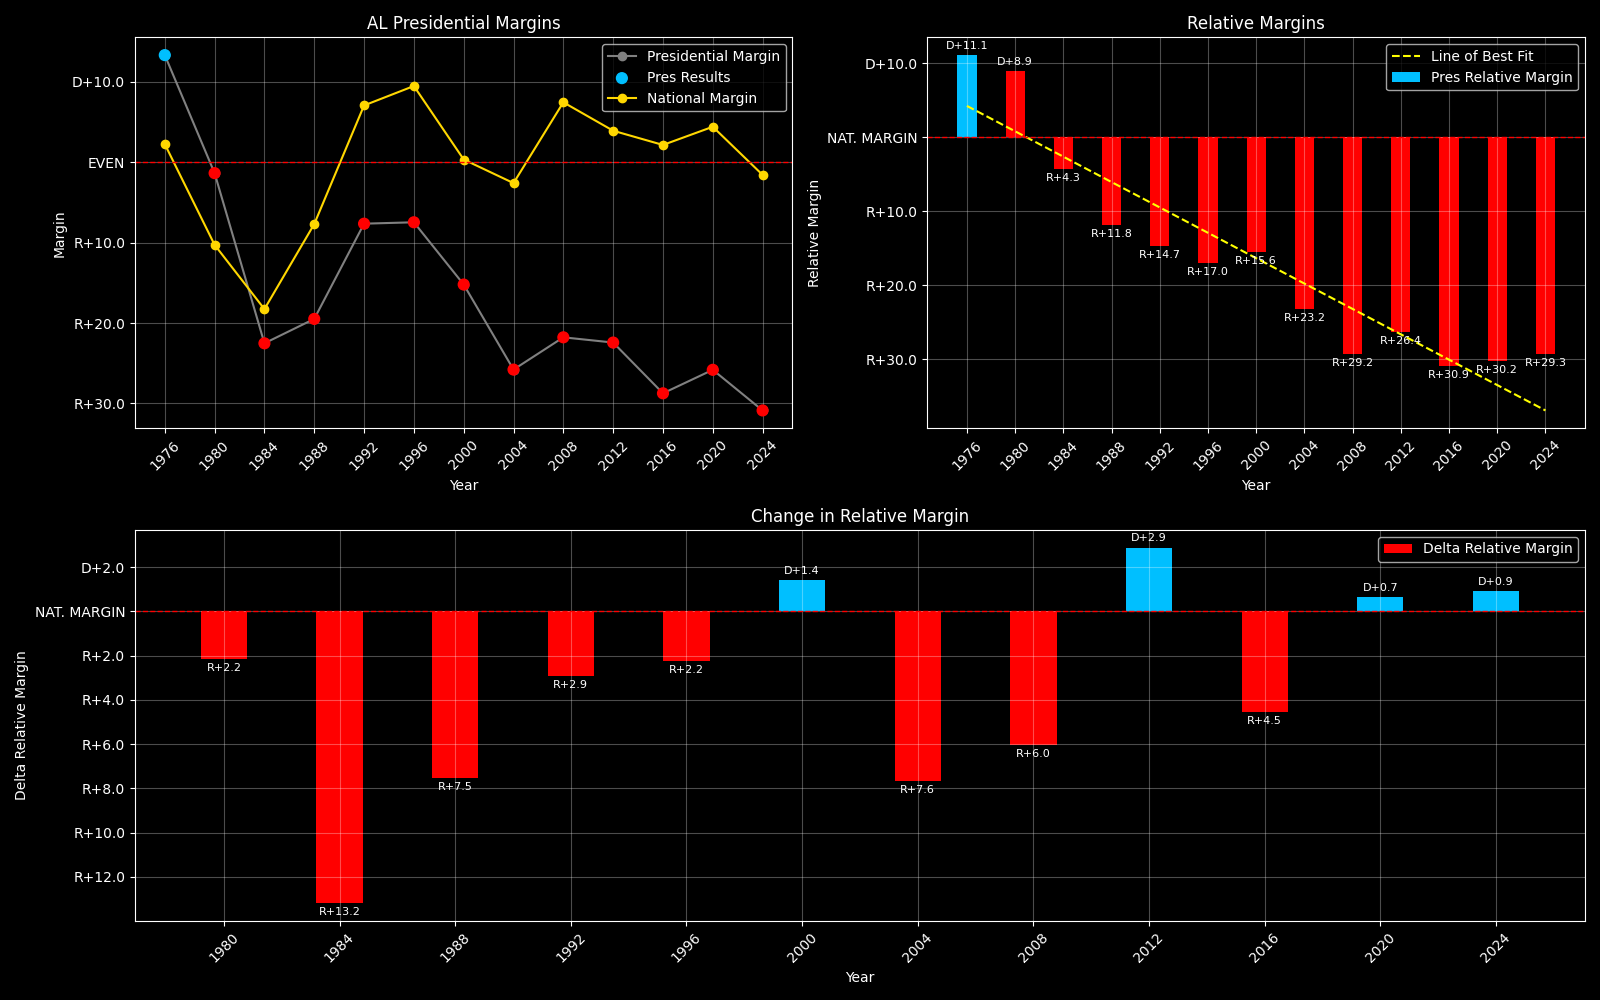 AL Presidential Margins
Presidential Margin
Pres Results
National Margin
D+10.0
EVEN
R+10.0
R+20.0
R+30.0
Margin
1976
1980
1984
1988
1992
1996
2000
2004
2008
2012
2016
2020
2024
Year
Relative Margins
Line of Best Fit
Pres Relative Margin
D+10.0
NAT. MARGIN
R+10.0
R+20.0
R+30.0
Relative Margin
D+11.1
D+8.9
R+4.3
R+11.8
R+14.7
R+17.0
R+15.6
R+23.2
R+29.2
R+26.4
R+30.9
R+30.2
R+29.3
1976
1980
1984
1988
1992
1996
2000
2004
2008
2012
2016
2020
2024
Year
Change in Relative Margin
Delta Relative Margin
D+2.0
NAT. MARGIN
R+2.0
R+4.0
R+6.0
R+8.0
R+10.0
R+12.0
Delta Relative Margin
R+2.2
R+13.2
R+7.5
R+2.9
R+2.2
D+1.4
R+7.6
R+6.0
D+2.9
R+4.5
D+0.7
D+0.9
1980
1984
1988
1992
1996
2000
2004
2008
2012
2016
2020
2024
Year